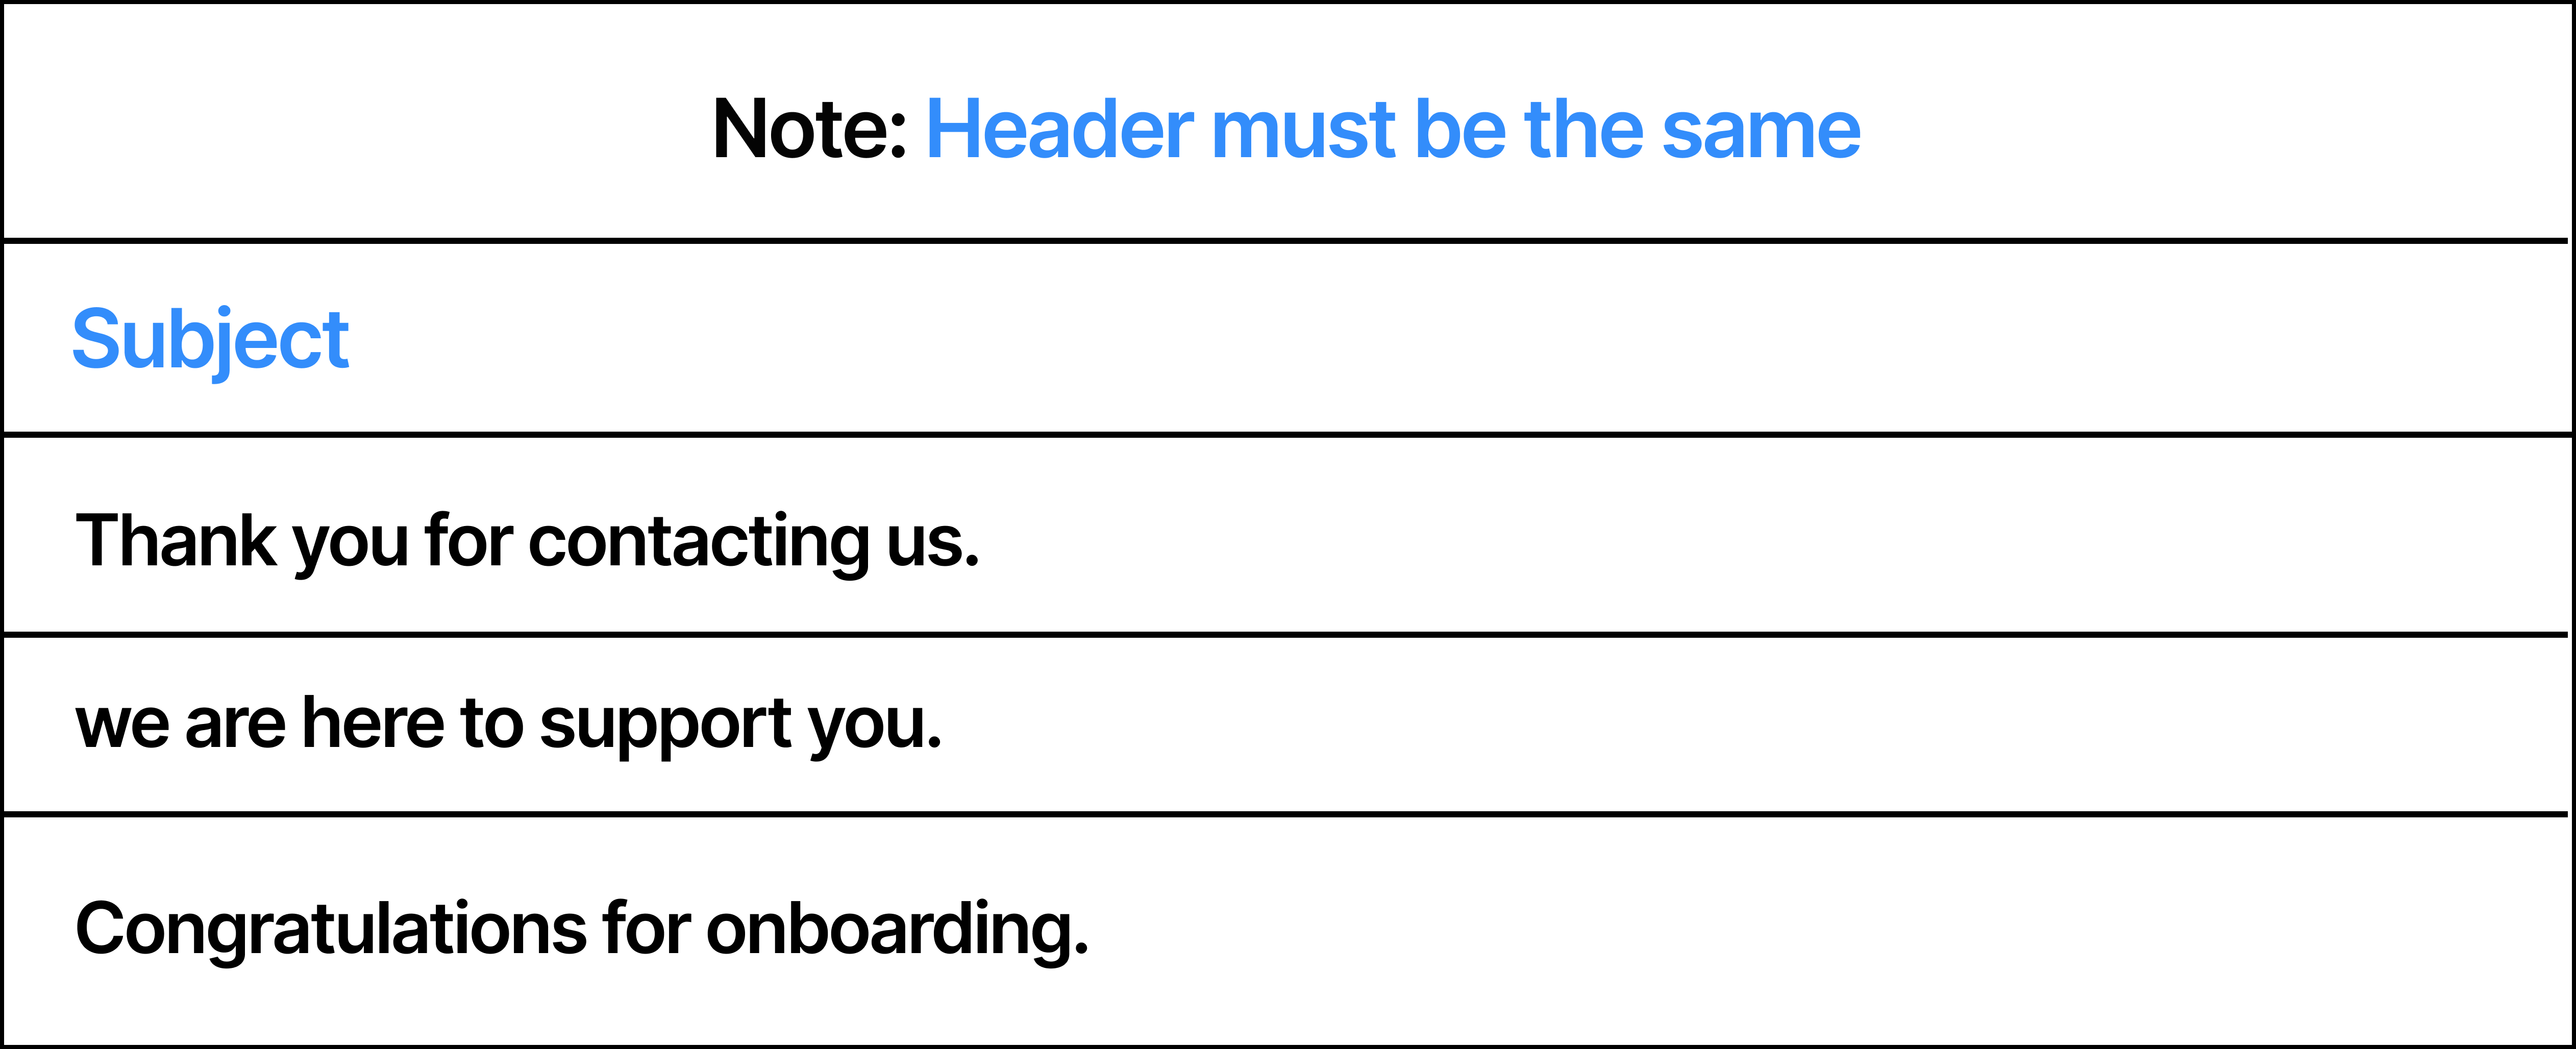 Note: Header must be the same
Subject
Thank you for contacting us.
we are here to support you.
Congratulations for onboarding.